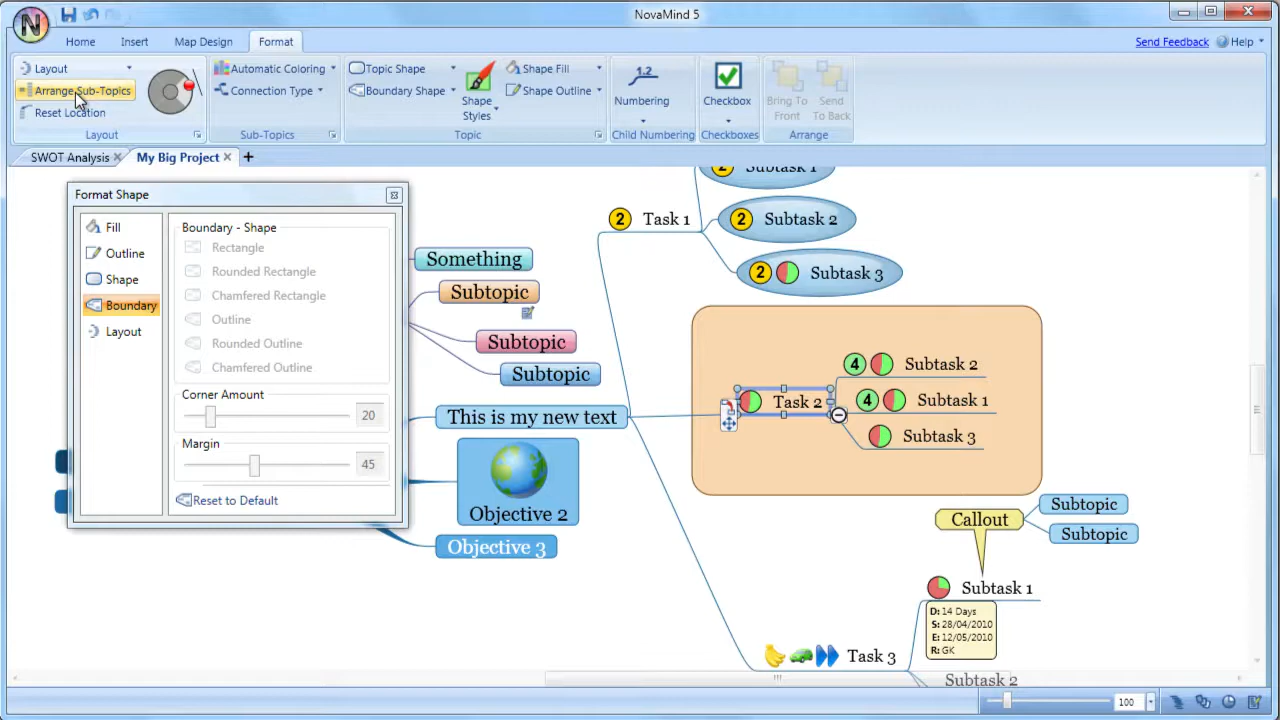 NovaMind 5
Home
Insert
Map Design
Format
Send Feedback
Help
Layout
Arrange Sub-Topics
Reset Location
Layout
Automatic Coloring
Connection Type
Sub-Topics
Topic Shape
Boundary Shape
Shape Styles
Shape Fill
Shape Outline
Topic
1.2
Numbering
Child Numbering
Checkbox
Checkboxes
Bring To Front
Send To Back
Arrange
SWOT Analysis
My Big Project
Format Shape
Fill
Outline
Shape
Boundary
Layout
Boundary - Shape
Rectangle
Rounded Rectangle
Chamfered Rectangle
Outline
Rounded Outline
Chamfered Outline
Corner Amount
20
Margin
45
Reset to Default
Something
Subtopic
Subtopic
Subtopic
This is my new text
Objective 2
Objective 3
2 Task 1
2 Subtask 1
2 Subtask 2
2 Subtask 3
Task 2
4 Subtask 2
4 Subtask 1
Subtask 3
Callout
Subtopic
Subtopic
Subtask 1
D: 14 Days
S: 28/04/2010
E: 12/05/2010
R: GK
Task 3
Subtask 2
100